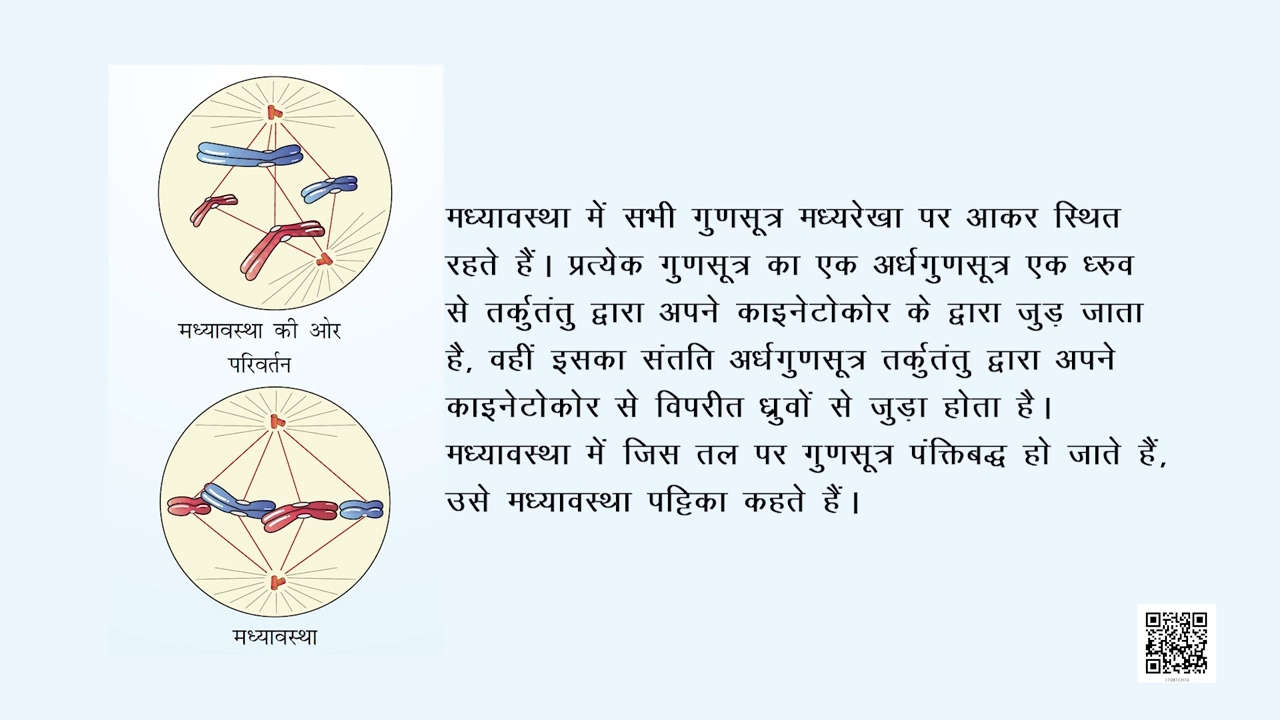 मध्यावस्था की ओर
परिवर्तन
मध्यावस्था
मध्यावस्था में सभी गुणसूत्र मध्यरेखा पर आकर स्थित
रहते हैं। प्रत्येक गुणसूत्र का एक अर्धगुणसूत्र एक ध्रुव
से तर्कुतंतु द्वारा अपने काइनेटोकोर के द्वारा जुड़ जाता
है, वहीं इसका संतति अर्धगुणसूत्र तर्कुतंतु द्वारा अपने
काइनेटोकोर से विपरीत ध्रुवों से जुड़ा होता है।
मध्यावस्था में जिस तल पर गुणसूत्र पंक्तिबद्ध हो जाते हैं,
उसे मध्यावस्था पट्टिका कहते हैं।